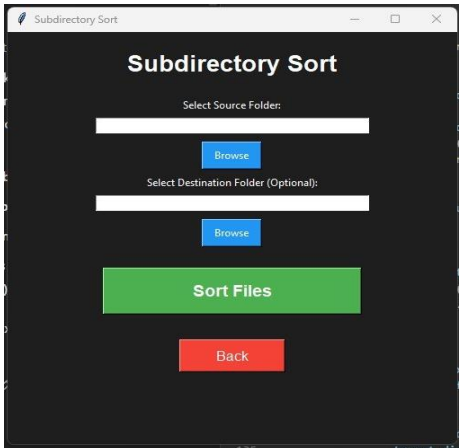 Subdirectory Sort
Subdirectory Sort
Select Source Folder:
Browse
Select Destination Folder (Optional):
Browse
Sort Files
Back